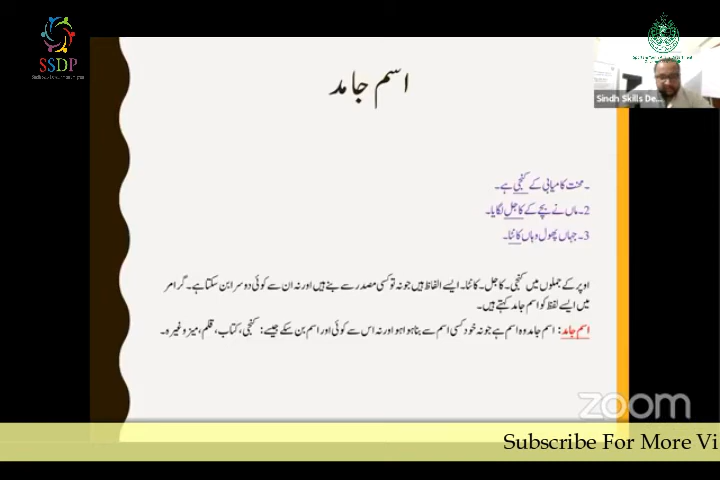 SSDP
Sindh Skills De...
اسم جامد
۔ محنت کامیابی کے کنجی ہے۔
2۔ ماں نے بچے کے کاجل لگایا۔
3۔ جہاں پھول وہاں کانٹا۔
اوپر کے جملوں میں کنجی۔ کاجل۔ کانٹا۔ ایسے الفاظ ہیں جو نہ تو کسی مصدر سے بنے ہیں اور نہ ان سے کوئی دوسرا بن سکتا ہے۔ گرامر
میں ایسے لفظ کو اسم جامد کہتے ہیں۔
اسم جامد: اسم جامد وہ اسم ہے جو نہ خود کسی اسم سے بنا ہوا ہو اور نہ اس سے کوئی اور اسم بن سکے جیسے: کنجی، کتاب، قلم، میز وغیرہ۔
zoom
Subscribe For More Vi